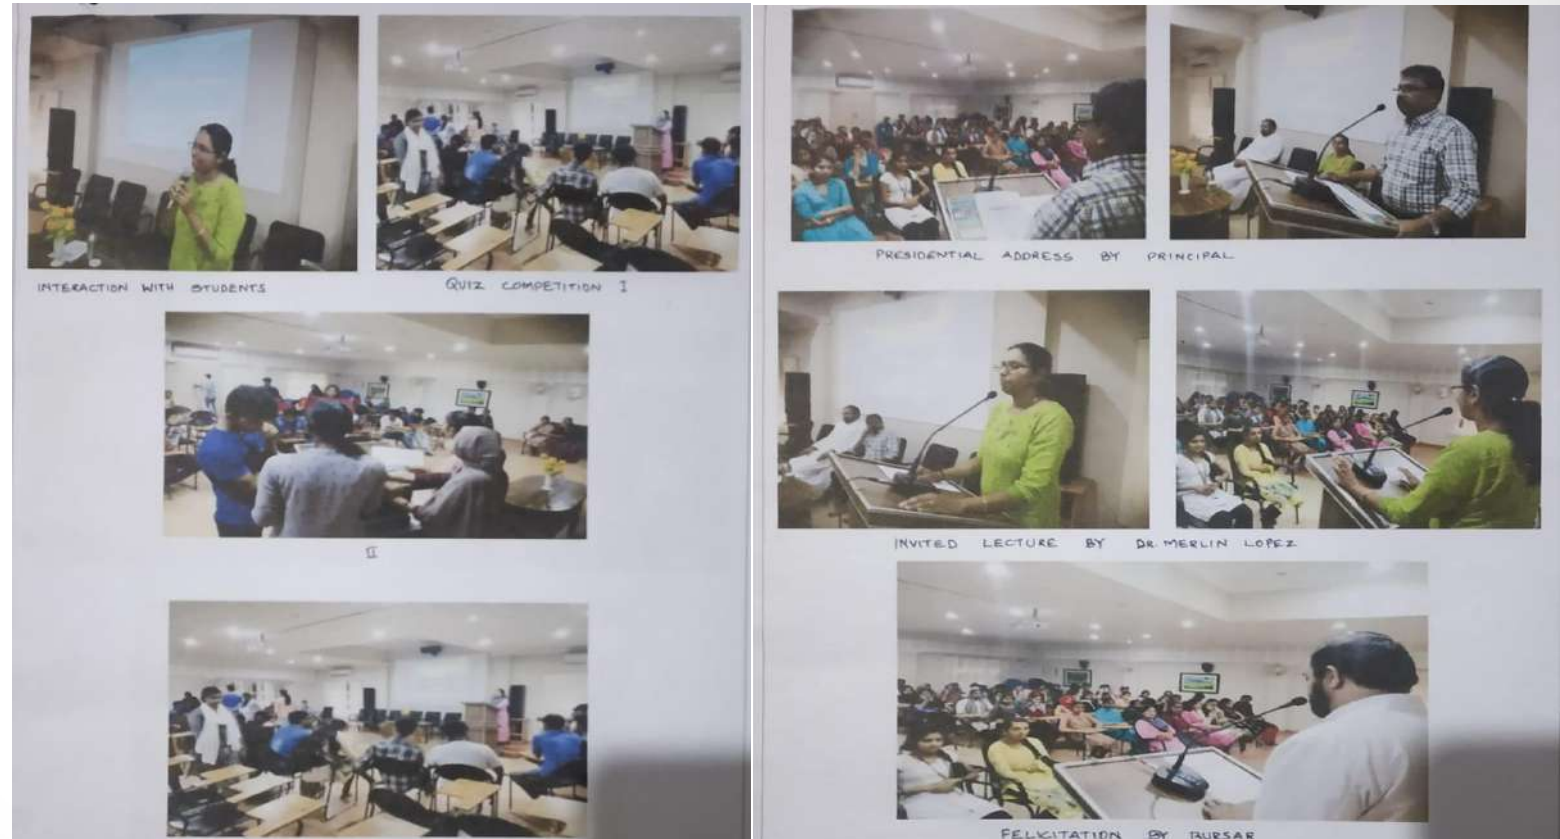 INTERACTION WITH STUDENTS
QUIZ COMPETITION I
II
PRESIDENTIAL ADDRESS BY PRINCIPAL
INVITED LECTURE BY DR. MERLIN LOPEZ
FELICITATION BY BURSAR